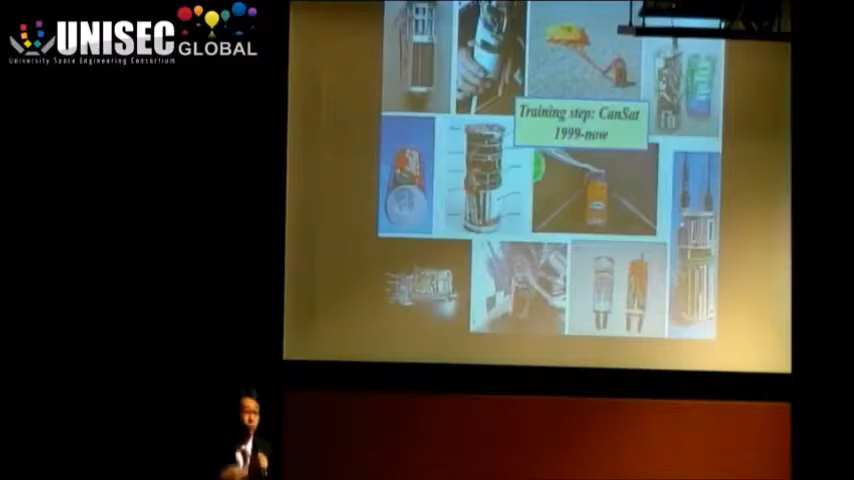 UNISEC
GLOBAL
University Space Engineering Consortium
Training step: CanSat
1999-now